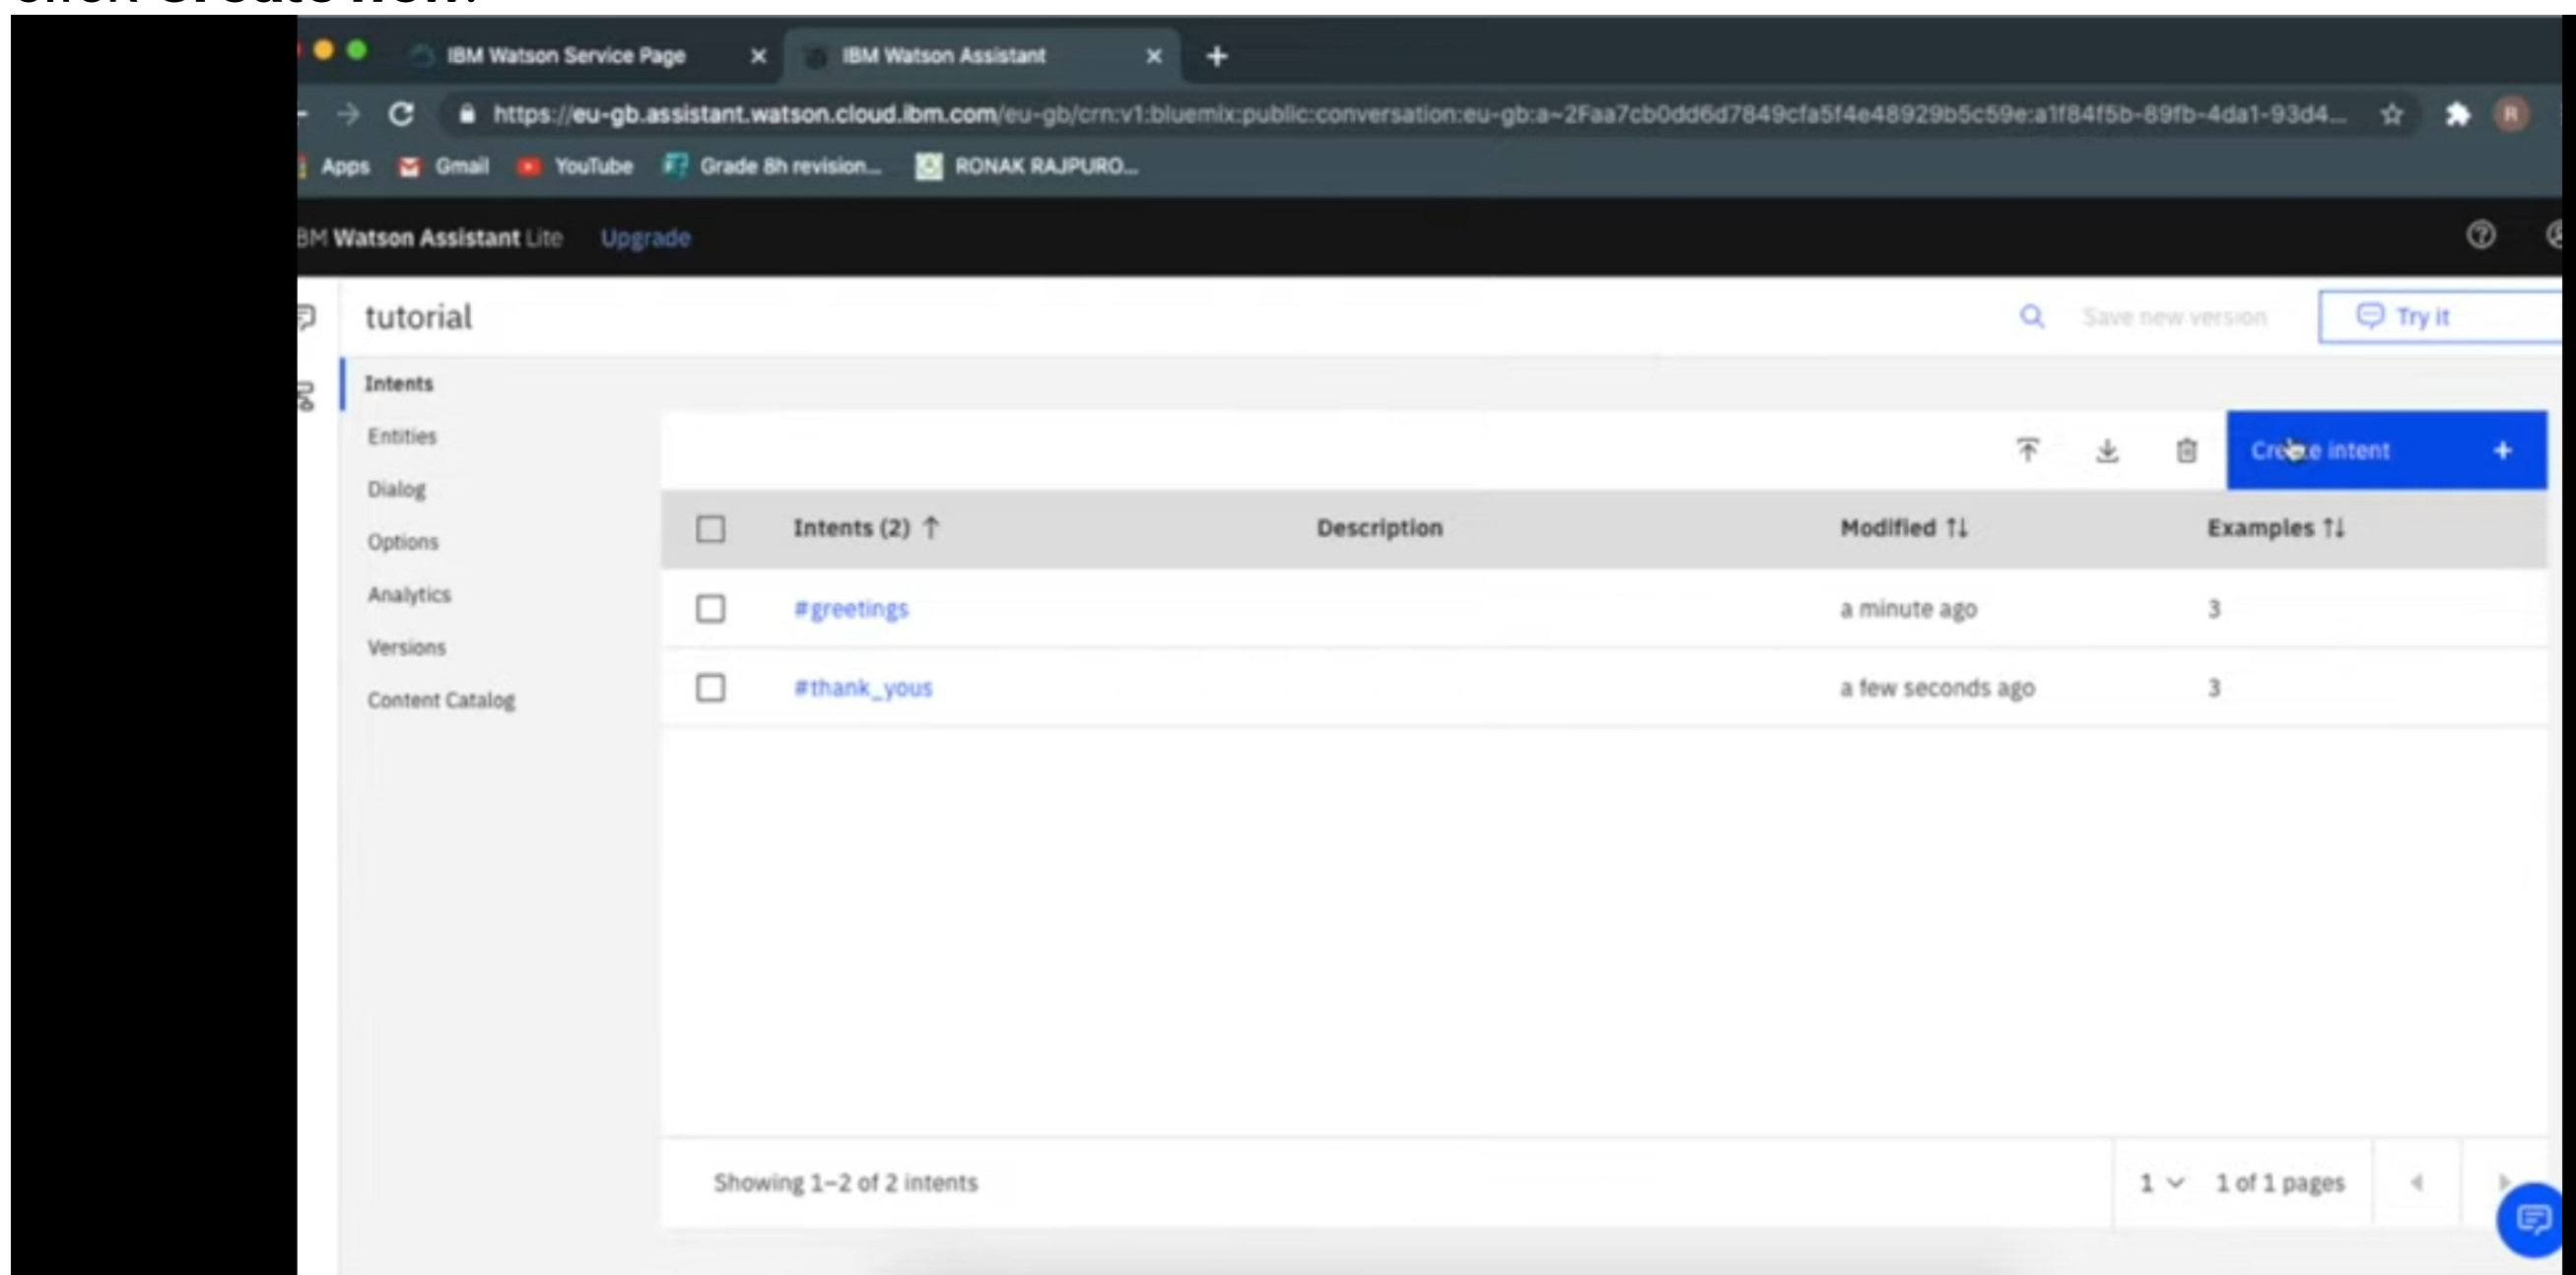 IBM Watson Service Page IBM Watson Assistant
https://eu-gb.assistant.watson.cloud.ibm.com/eu-gb/crn:v1:bluemix:public:conversation:eu-gb:a~2Faa7cb0dd6d7849cfa5f4e48929b5c59e:a1f84f5b-89fb-4da1-93d4... R
Apps Gmail YouTube Grade 8h revision... RONAK RAJPURO...
BM Watson Assistant Lite Upgrade
tutorial Save new version Try it
Intents
Entities
Dialog
Options
Analytics
Versions
Content Catalog
Create intent +
Intents (2) ↑ Description Modified ↑↓ Examples ↑↓
#greetings a minute ago 3
#thank_yous a few seconds ago 3
Showing 1–2 of 2 intents 1 1 of 1 pages